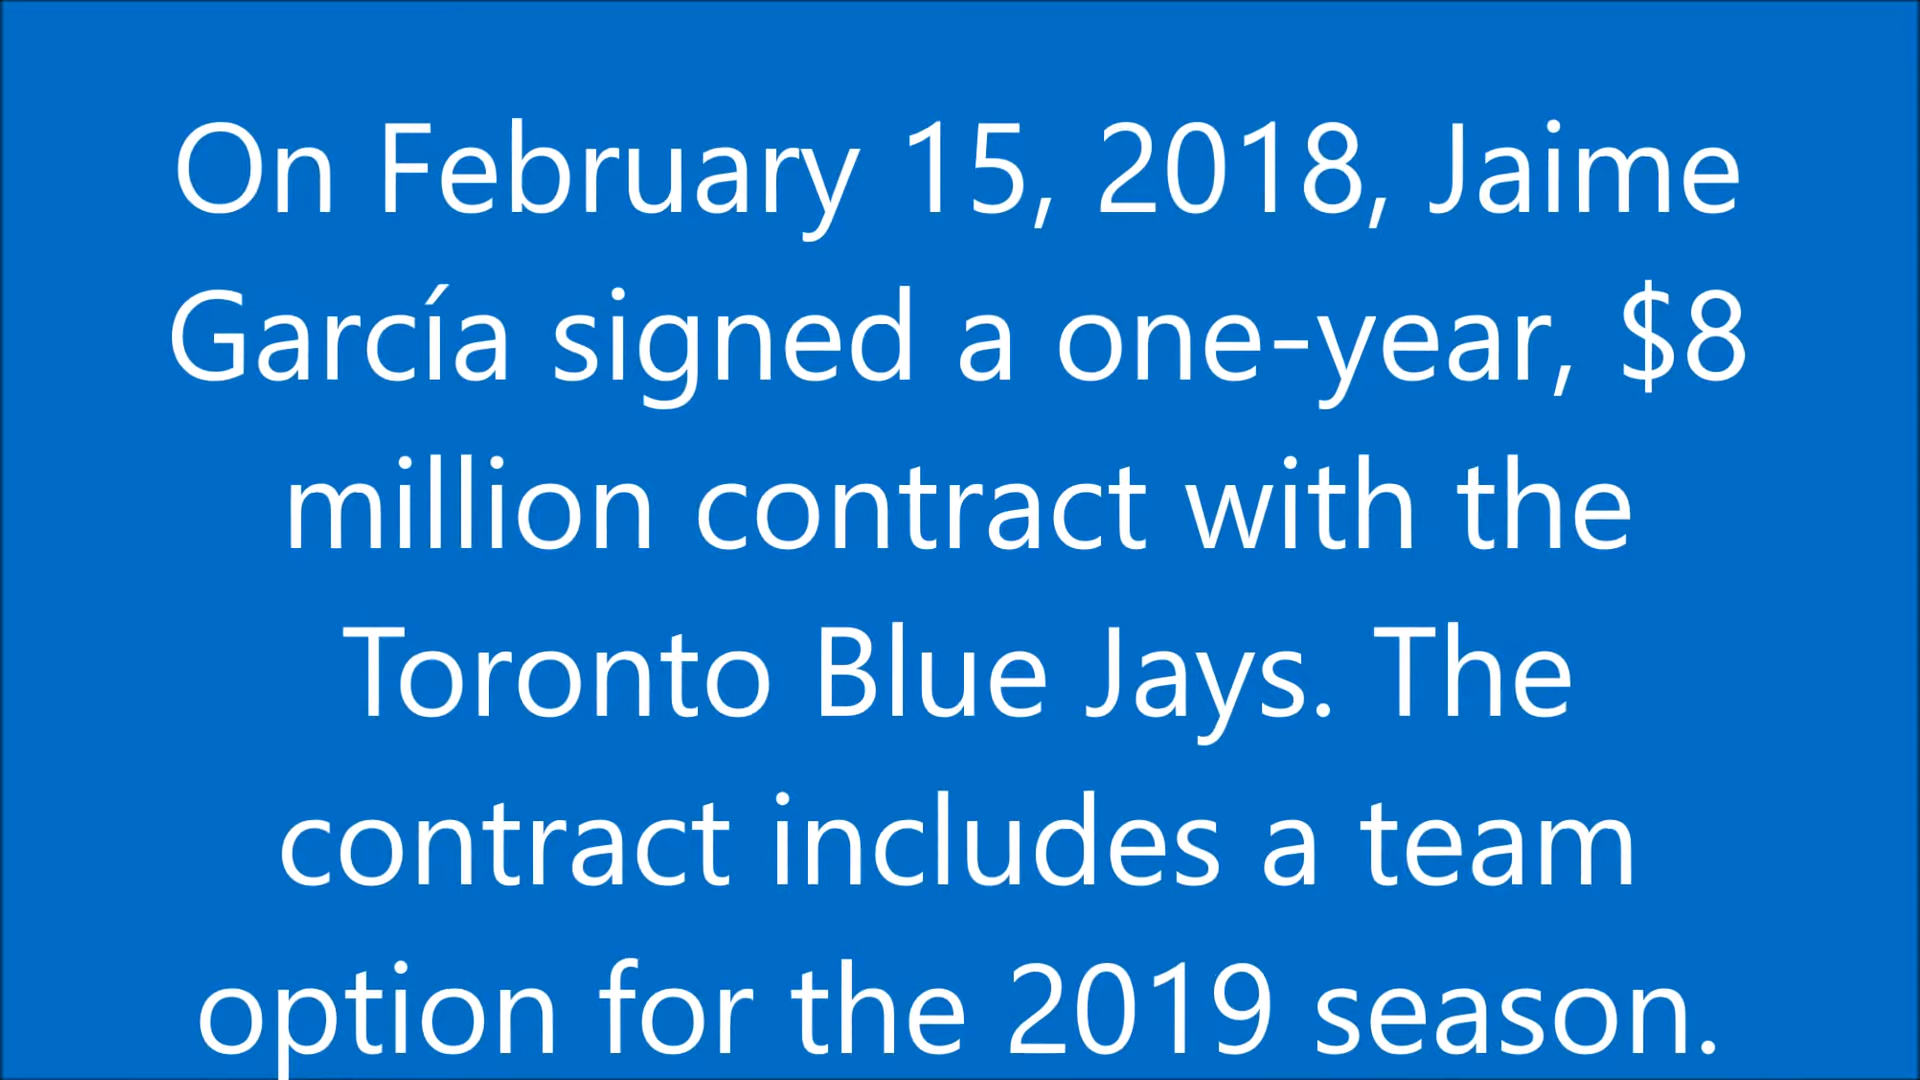 On February 15, 2018, Jaime
García signed a one-year, $8
million contract with the
Toronto Blue Jays. The
contract includes a team
option for the 2019 season.